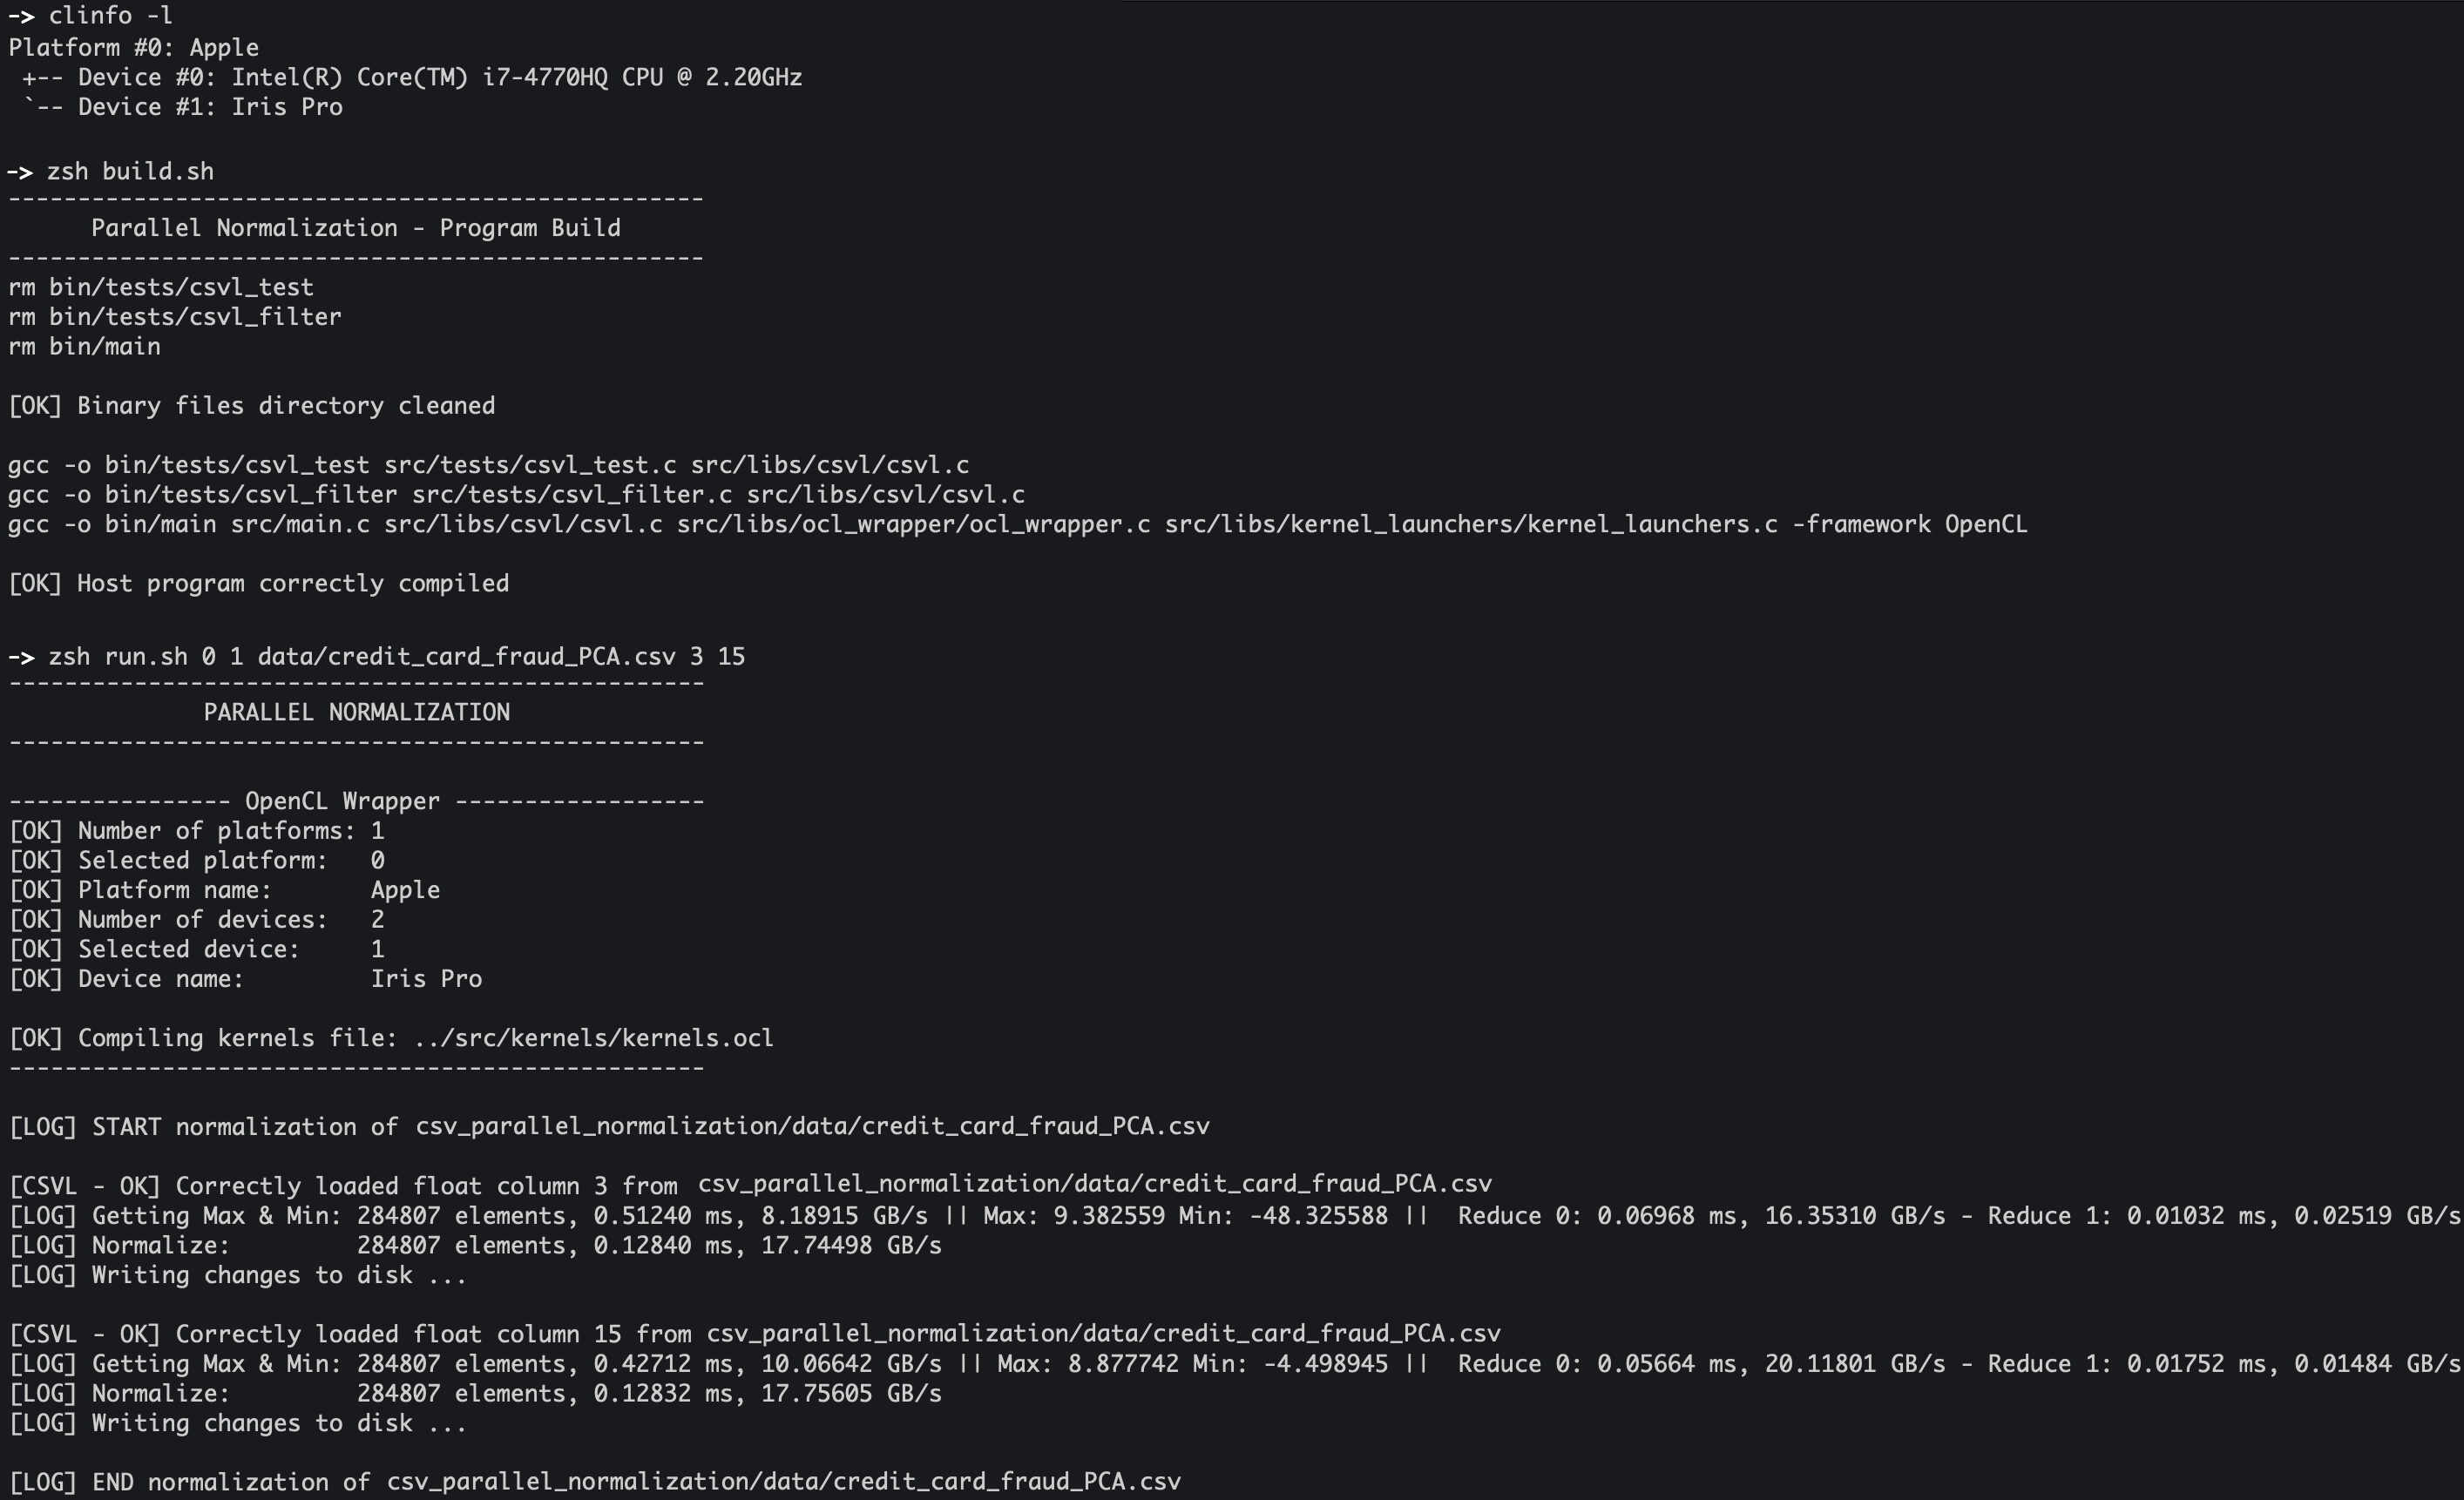 -> clinfo -l
Platform #0: Apple
 +-- Device #0: Intel(R) Core(TM) i7-4770HQ CPU @ 2.20GHz
 `-- Device #1: Iris Pro
-> zsh build.sh
--------------------------------------------------
      Parallel Normalization - Program Build
--------------------------------------------------
rm bin/tests/csvl_test
rm bin/tests/csvl_filter
rm bin/main
[OK] Binary files directory cleaned
gcc -o bin/tests/csvl_test src/tests/csvl_test.c src/libs/csvl/csvl.c
gcc -o bin/tests/csvl_filter src/tests/csvl_filter.c src/libs/csvl/csvl.c
gcc -o bin/main src/main.c src/libs/csvl/csvl.c src/libs/ocl_wrapper/ocl_wrapper.c src/libs/kernel_launchers/kernel_launchers.c -framework OpenCL
[OK] Host program correctly compiled
-> zsh run.sh 0 1 data/credit_card_fraud_PCA.csv 3 15
--------------------------------------------------
              PARALLEL NORMALIZATION
--------------------------------------------------
---------------- OpenCL Wrapper ------------------
[OK] Number of platforms: 1
[OK] Selected platform:   0
[OK] Platform name:       Apple
[OK] Number of devices:   2
[OK] Selected device:     1
[OK] Device name:         Iris Pro
[OK] Compiling kernels file: ../src/kernels/kernels.ocl
--------------------------------------------------
[LOG] START normalization of csv_parallel_normalization/data/credit_card_fraud_PCA.csv
[CSVL - OK] Correctly loaded float column 3 from csv_parallel_normalization/data/credit_card_fraud_PCA.csv
[LOG] Getting Max & Min: 284807 elements, 0.51240 ms, 8.18915 GB/s || Max: 9.382559 Min: -48.325588 ||  Reduce 0: 0.06968 ms, 16.35310 GB/s - Reduce 1: 0.01032 ms, 0.02519 GB/s
[LOG] Normalize:         284807 elements, 0.12840 ms, 17.74498 GB/s
[LOG] Writing changes to disk ...
[CSVL - OK] Correctly loaded float column 15 from csv_parallel_normalization/data/credit_card_fraud_PCA.csv
[LOG] Getting Max & Min: 284807 elements, 0.42712 ms, 10.06642 GB/s || Max: 8.877742 Min: -4.498945 ||  Reduce 0: 0.05664 ms, 20.11801 GB/s - Reduce 1: 0.01752 ms, 0.01484 GB/s
[LOG] Normalize:         284807 elements, 0.12832 ms, 17.75605 GB/s
[LOG] Writing changes to disk ...
[LOG] END normalization of csv_parallel_normalization/data/credit_card_fraud_PCA.csv